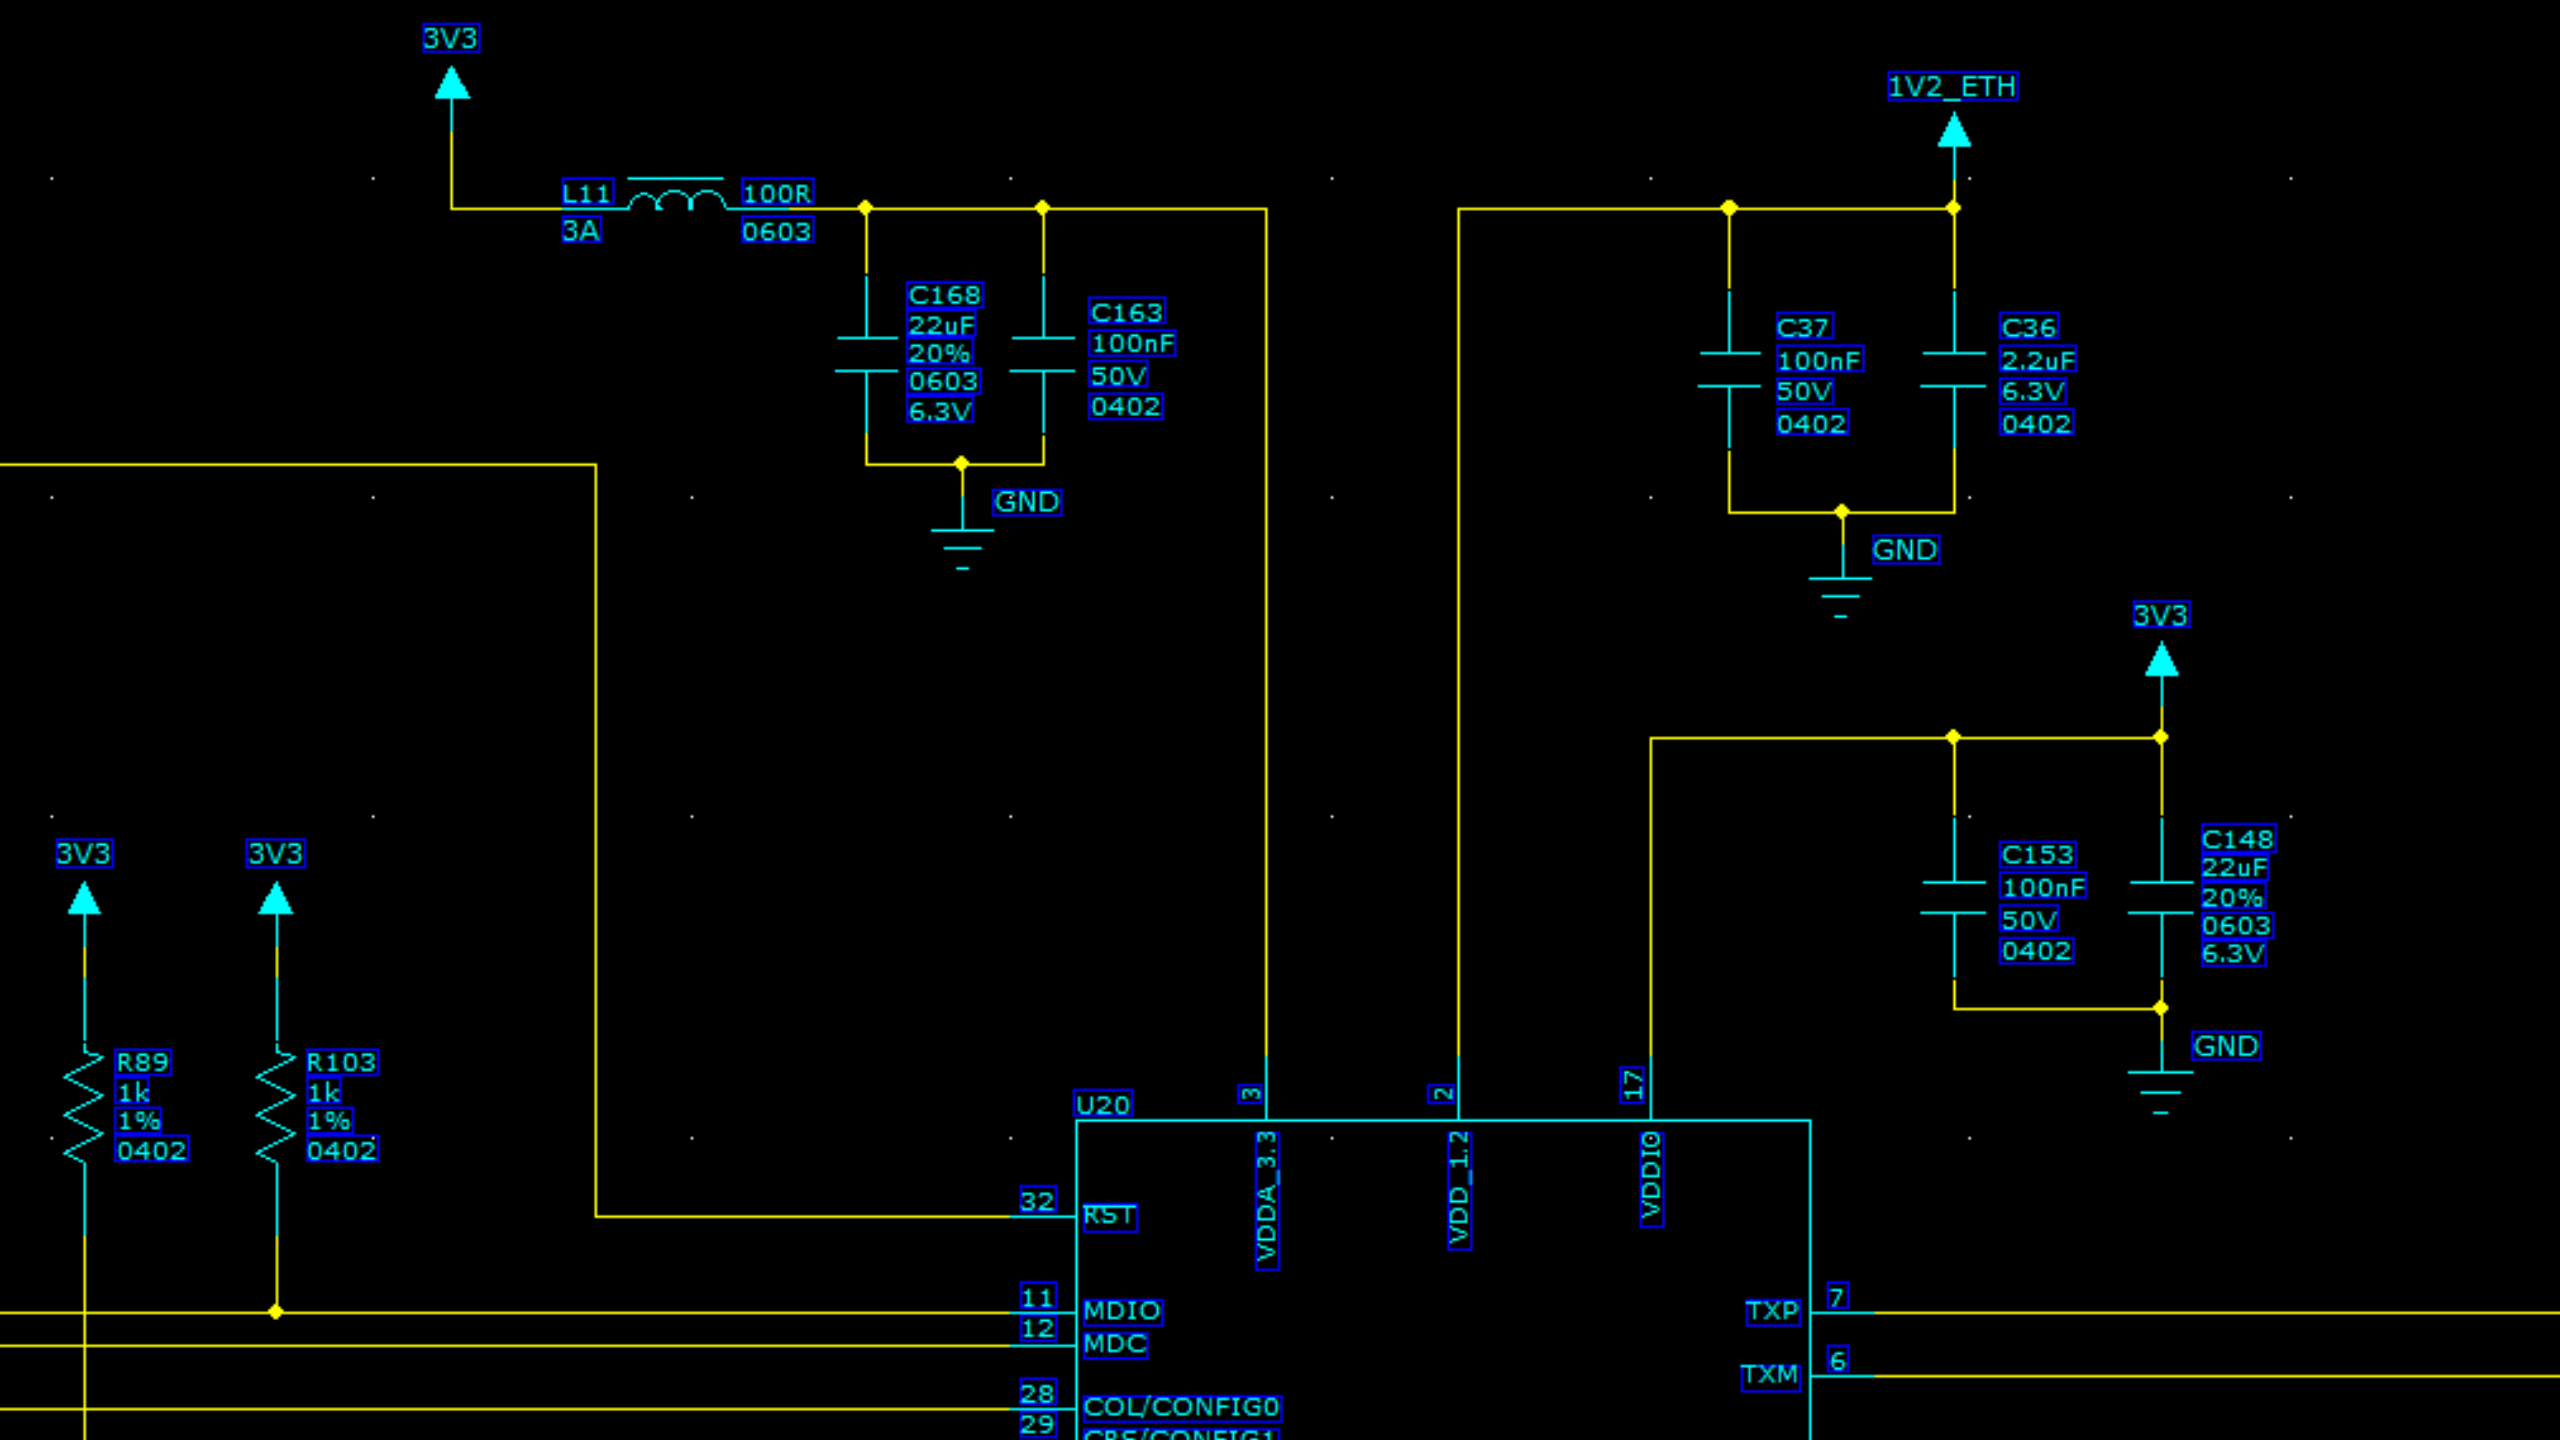 3V3
1V2_ETH
L11
100R
3A
0603
C168
22uF
20%
0603
6.3V
C163
100nF
50V
0402
C37
100nF
50V
0402
C36
2.2uF
6.3V
0402
GND
GND
3V3
3V3
3V3
C153
100nF
50V
0402
C148
22uF
20%
0603
6.3V
GND
R89
1k
1%
0402
R103
1k
1%
0402
U20
3
2
17
VDDA_3.3
VDD_1.2
VDDIO
32
RST
11
MDIO
12
MDC
28
COL/CONFIG0
29
CRS/CONFIG1
TXP
7
TXM
6